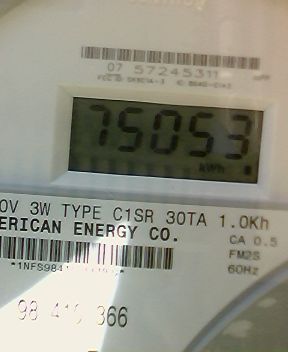 07 57245311
75053
kWh
0V 3W TYPE C1SR 30TA 1.0Kh
ERICAN ENERGY CO.
CA 0.5
FM2S
60Hz
98 366